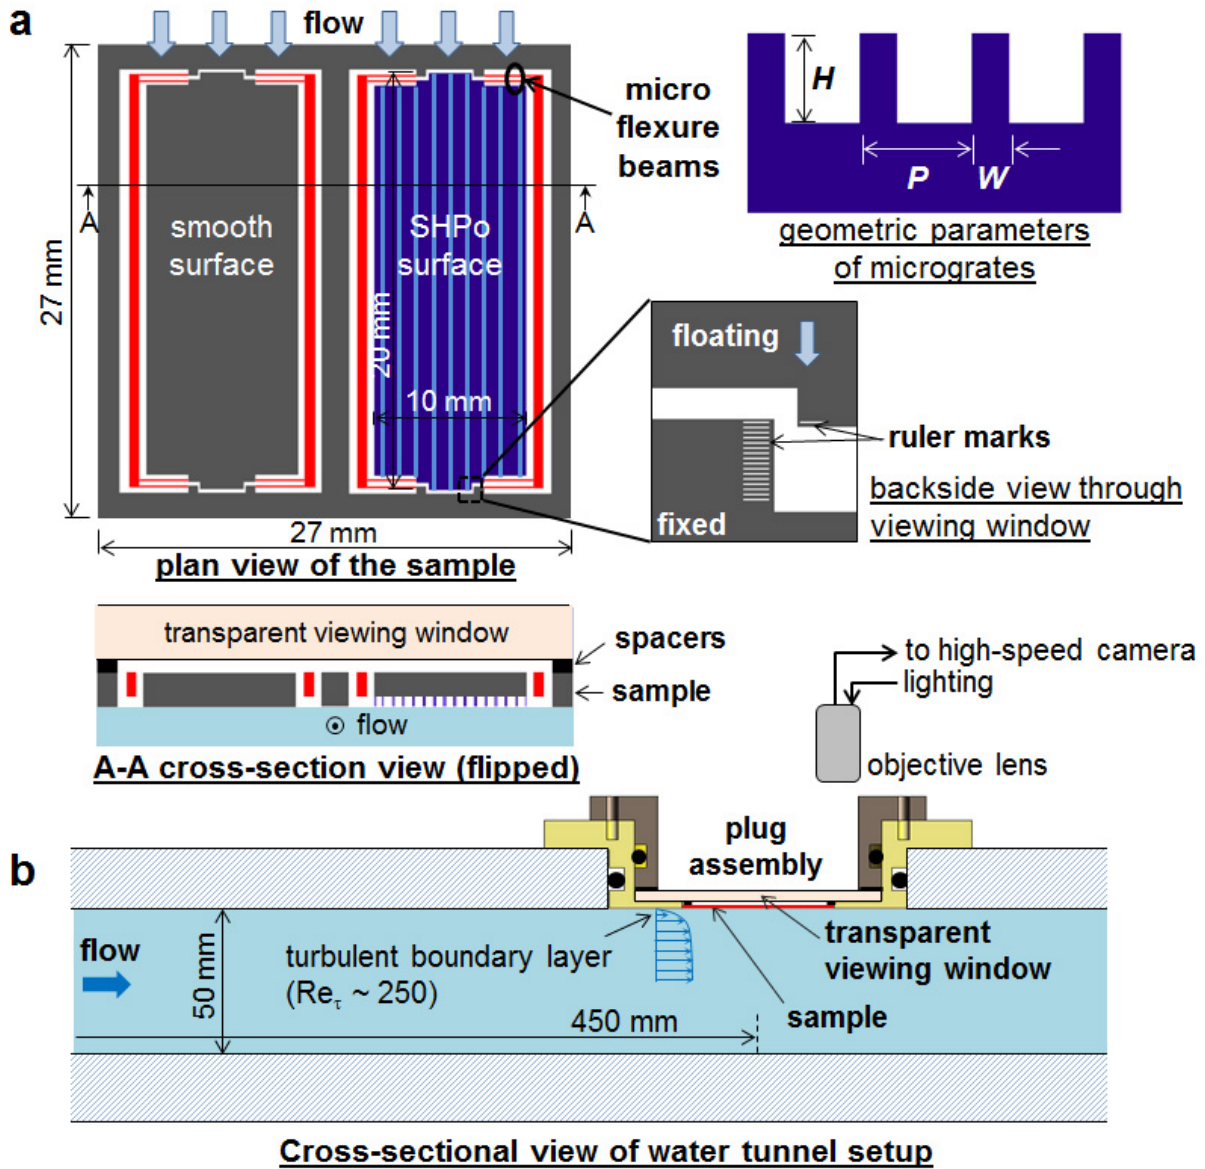 a
flow
27 mm
A
A
smooth
surface
SHPo
surface
20 mm
10 mm
27 mm
plan view of the sample
micro
flexure
beams
H
P
W
geometric parameters
of microgrates
floating
fixed
ruler marks
backside view through
viewing window
transparent viewing window
spacers
sample
flow
A-A cross-section view (flipped)
to high-speed camera
lighting
objective lens
b
plug
assembly
flow
50 mm
turbulent boundary layer
(Reτ ~ 250)
450 mm
transparent
viewing window
sample
Cross-sectional view of water tunnel setup